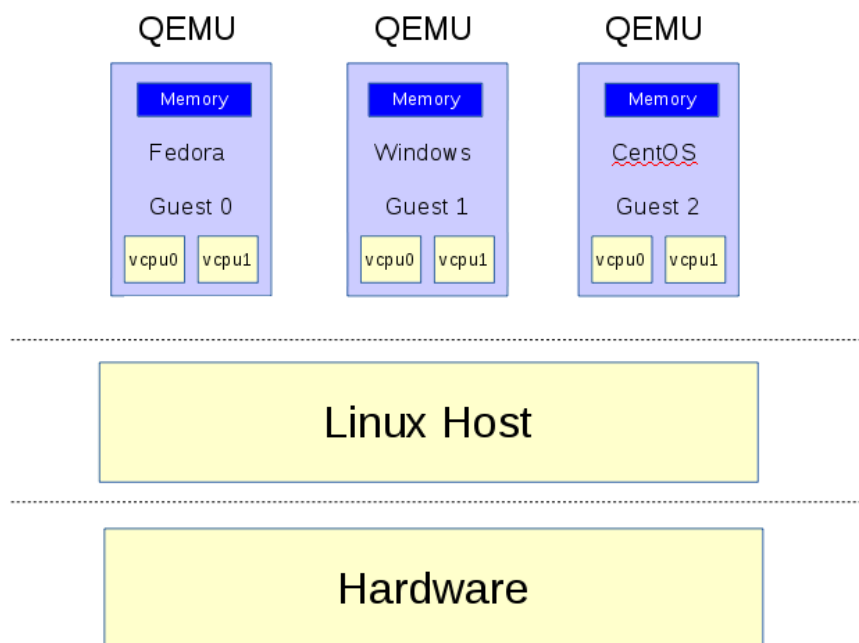 QEMU QEMU QEMU
Memory Memory Memory
Fedora Windows CentOS
Guest 0 Guest 1 Guest 2
vcpu0 vcpu1 vcpu0 vcpu1 vcpu0 vcpu1
Linux Host
Hardware